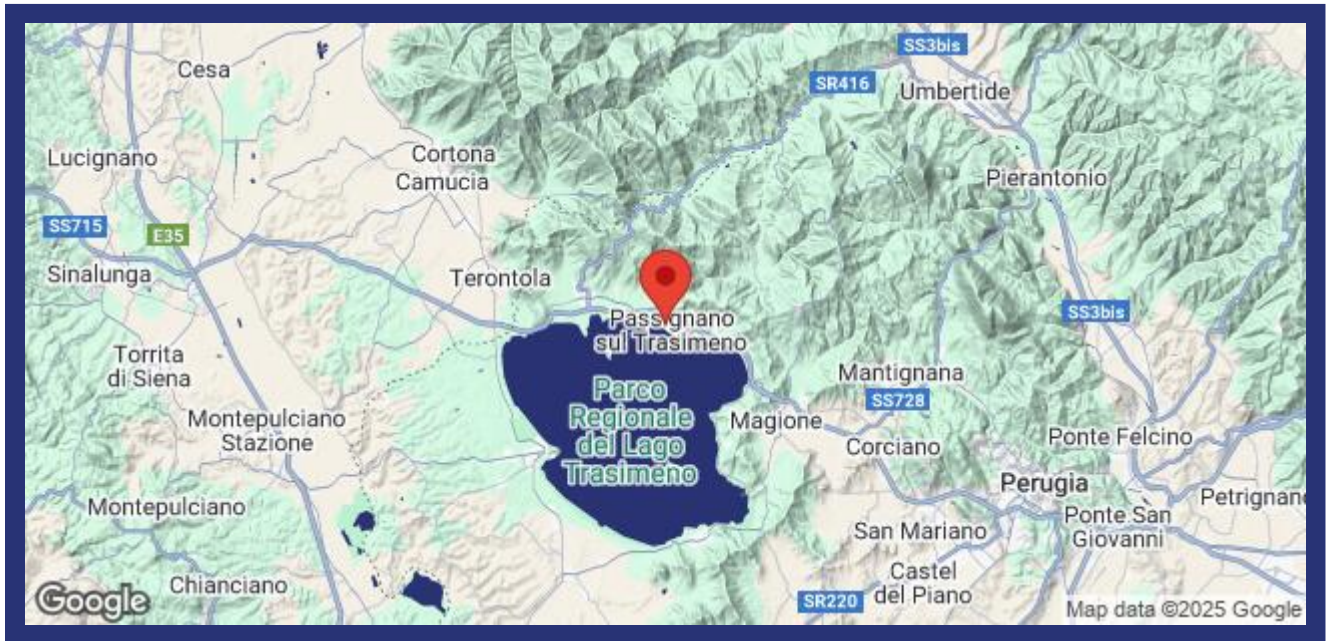 SS3bis
Cesa
SR416
Umbertide
Lucignano
Cortona
Camucia
Pierantonio
SS715
E35
Sinalunga
Terontola
SS3bis
Passignano
sul Trasimeno
Torrita
di Siena
Mantignana
Parco
Regionale
del Lago
Trasimeno
SS728
Montepulciano
Stazione
Magione
Corciano
Ponte Felcino
Perugia
Petrignano
Montepulciano
San Mariano
Ponte San
Giovanni
Chianciano
Castel
del Piano
SR220
Google
Map data ©2025 Google